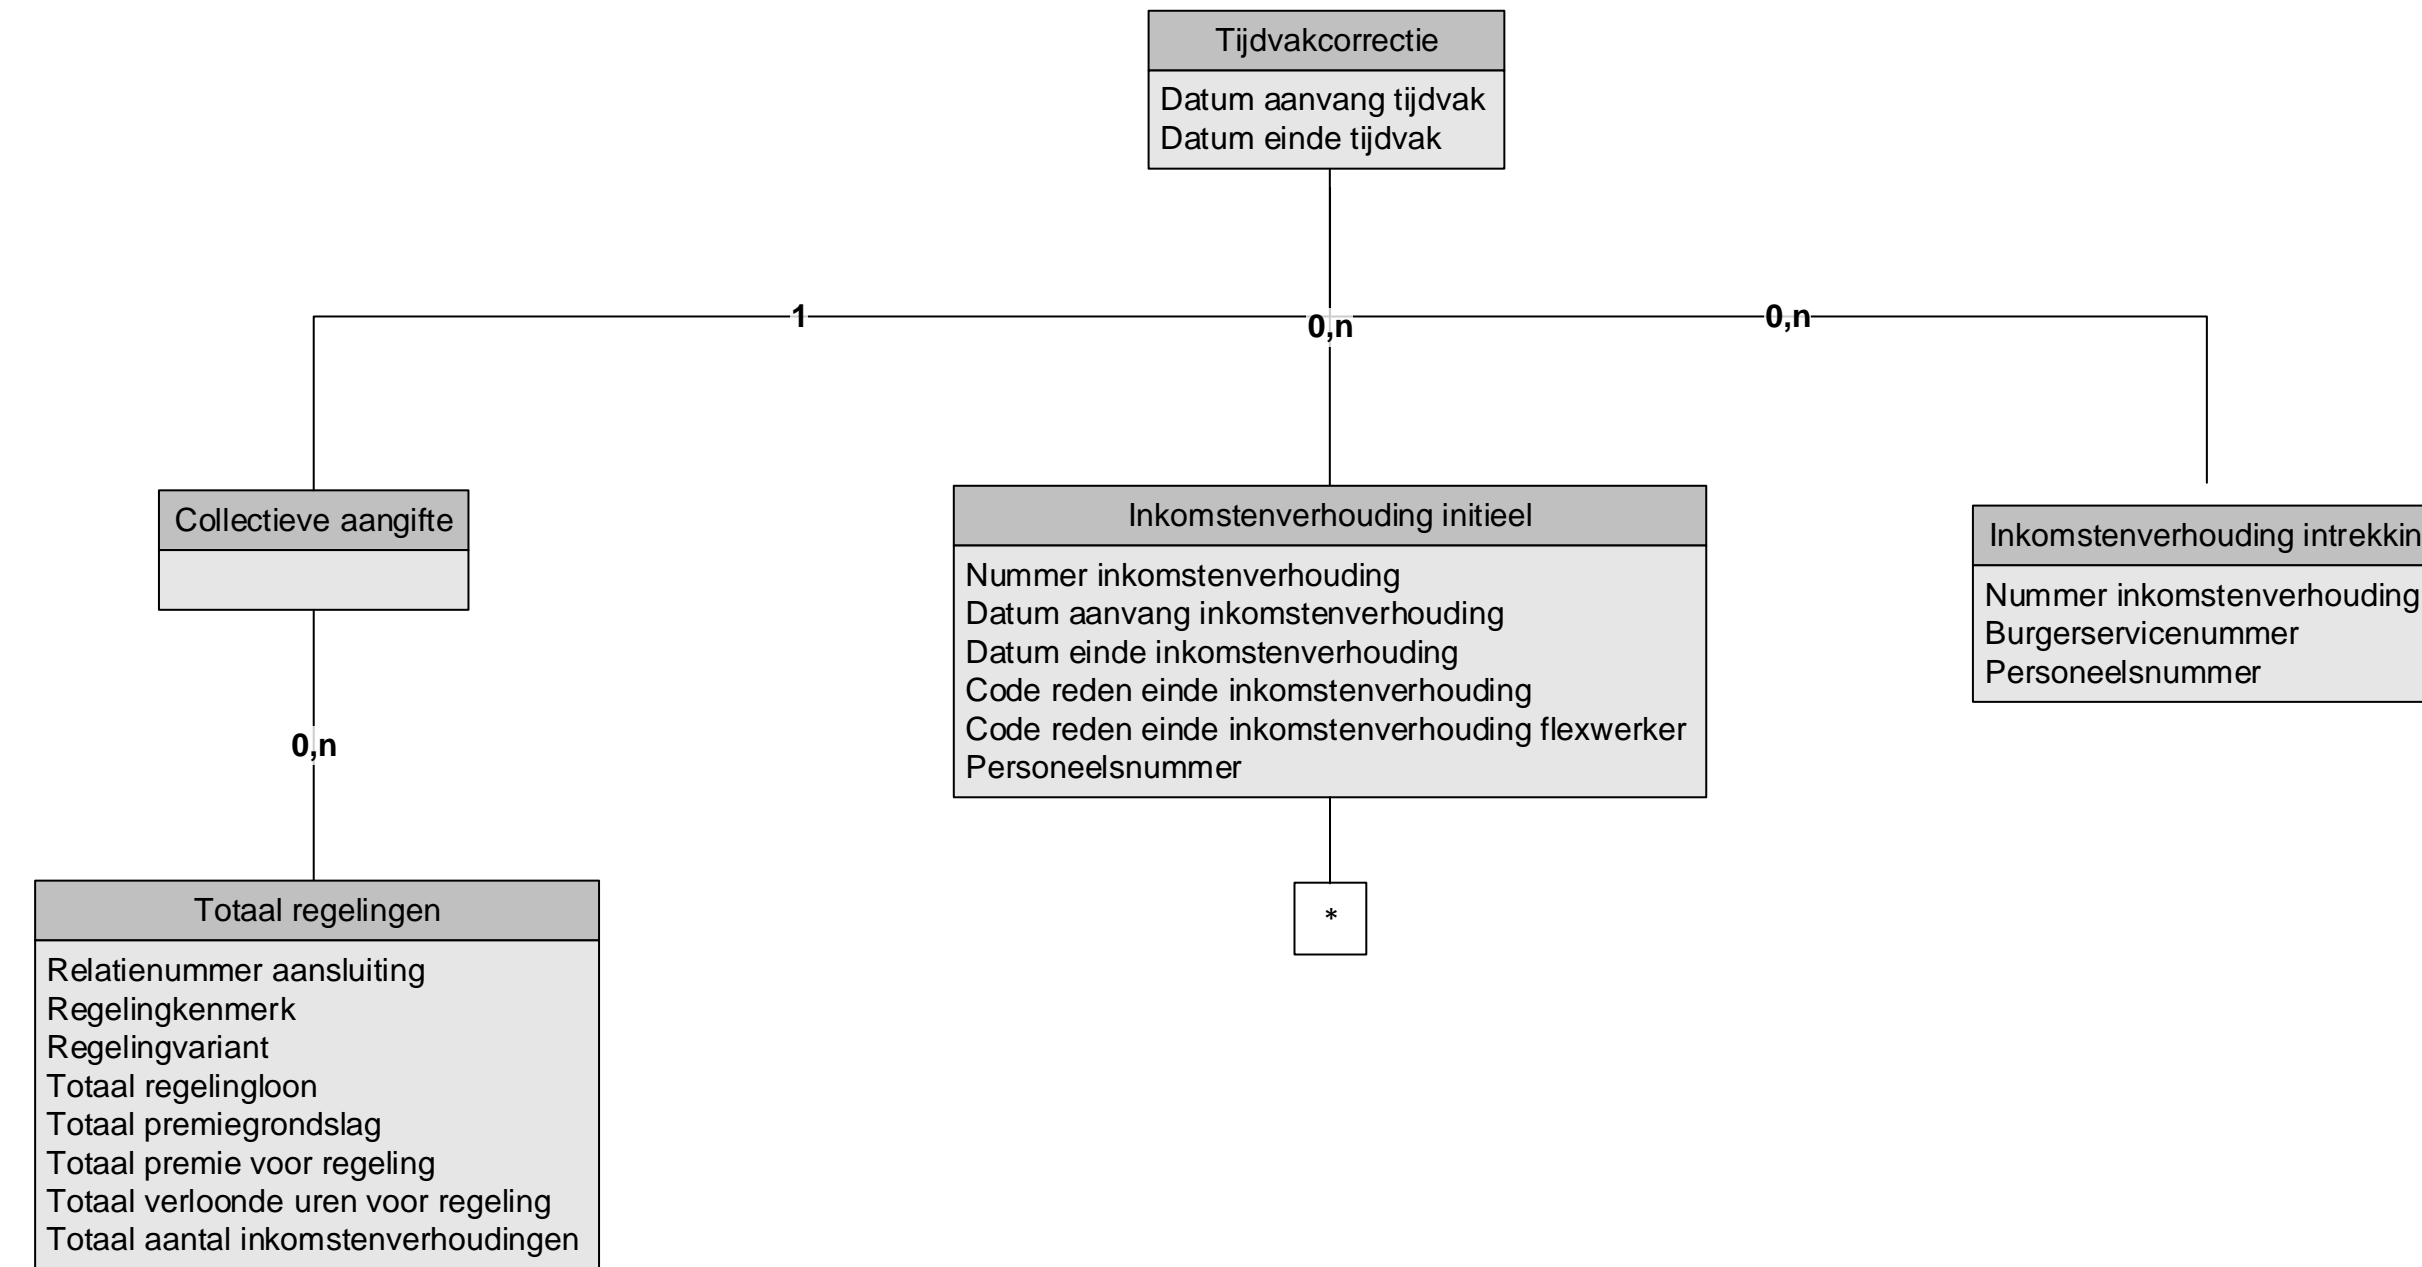 Tijdvakcorrectie
Datum aanvang tijdvak
Datum einde tijdvak
1
0,n
0,n
Collectieve aangifte
Inkomstenverhouding initieel
Nummer inkomstenverhouding
Datum aanvang inkomstenverhouding
Datum einde inkomstenverhouding
Code reden einde inkomstenverhouding
Code reden einde inkomstenverhouding flexwerker
Personeelsnummer
Inkomstenverhouding intrekkin
Nummer inkomstenverhouding
Burgerservicenummer
Personeelsnummer
0,n
*
Totaal regelingen
Relatienummer aansluiting
Regelingkenmerk
Regelingvariant
Totaal regelingloon
Totaal premiegrondslag
Totaal premie voor regeling
Totaal verloonde uren voor regeling
Totaal aantal inkomstenverhoudingen